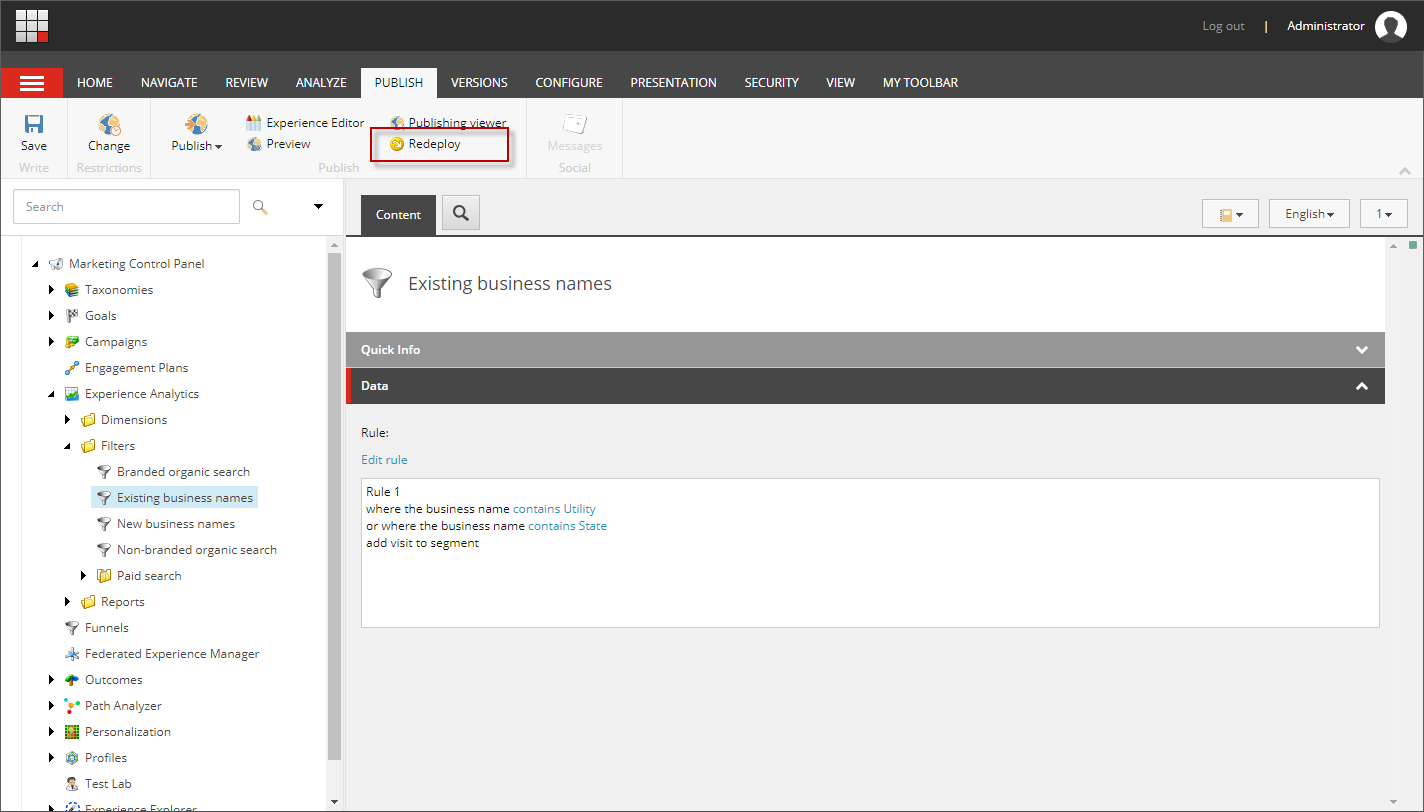 Log out | Administrator
HOME NAVIGATE REVIEW ANALYZE PUBLISH VERSIONS CONFIGURE PRESENTATION SECURITY VIEW MY TOOLBAR
Experience Editor Publishing viewer
Save Change Publish Preview Redeploy Messages
Write Restrictions Publish Social
Search
Content
English 1
Marketing Control Panel
Taxonomies
Goals
Campaigns
Engagement Plans
Experience Analytics
Dimensions
Filters
Branded organic search
Existing business names
New business names
Non-branded organic search
Paid search
Reports
Funnels
Federated Experience Manager
Outcomes
Path Analyzer
Personalization
Profiles
Test Lab
Experience Explorer
Existing business names
Quick Info
Data
Rule:
Edit rule
Rule 1
where the business name contains Utility
or where the business name contains State
add visit to segment